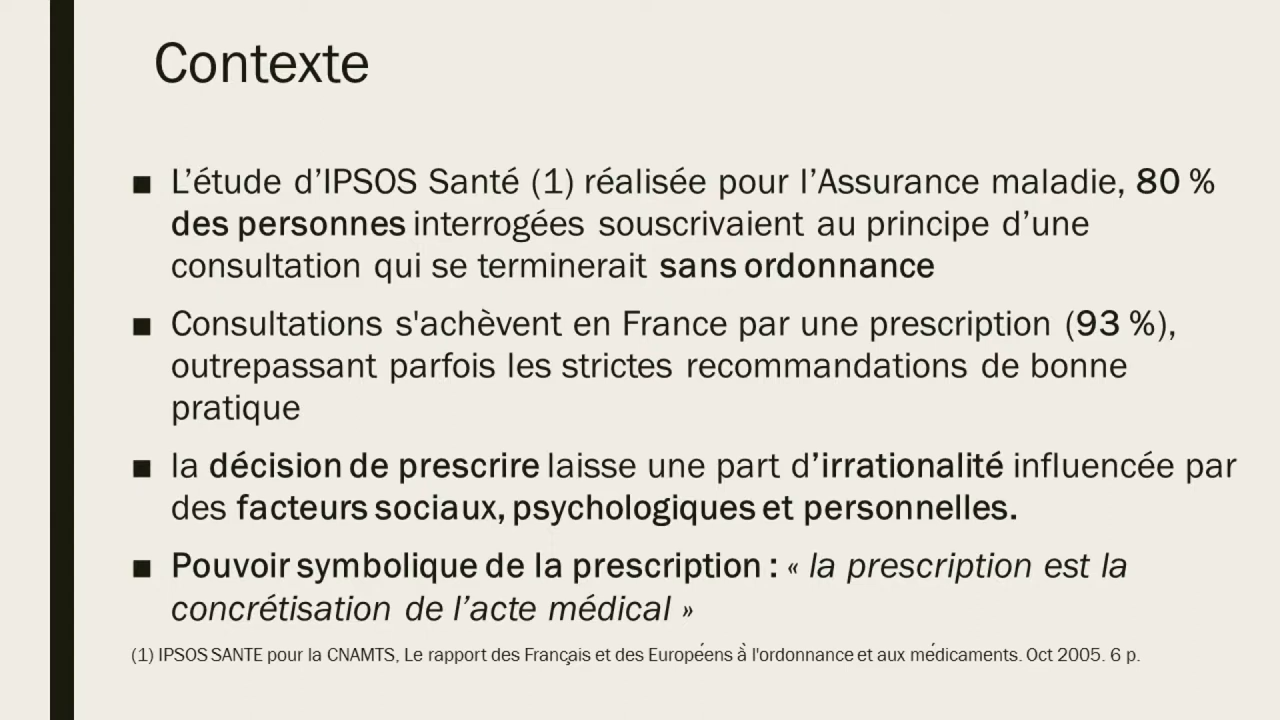 Contexte
■ L’étude d’IPSOS Santé (1) réalisée pour l’Assurance maladie, 80 %
des personnes interrogées souscrivaient au principe d’une
consultation qui se terminerait sans ordonnance
■ Consultations s'achèvent en France par une prescription (93 %),
outrepassant parfois les strictes recommandations de bonne
pratique
■ la décision de prescrire laisse une part d’irrationalité influencée par
des facteurs sociaux, psychologiques et personnelles.
■ Pouvoir symbolique de la prescription : « la prescription est la
concrétisation de l’acte médical »
(1) IPSOS SANTE pour la CNAMTS, Le rapport des Français et des Européens à l'ordonnance et aux médicaments. Oct 2005. 6 p.